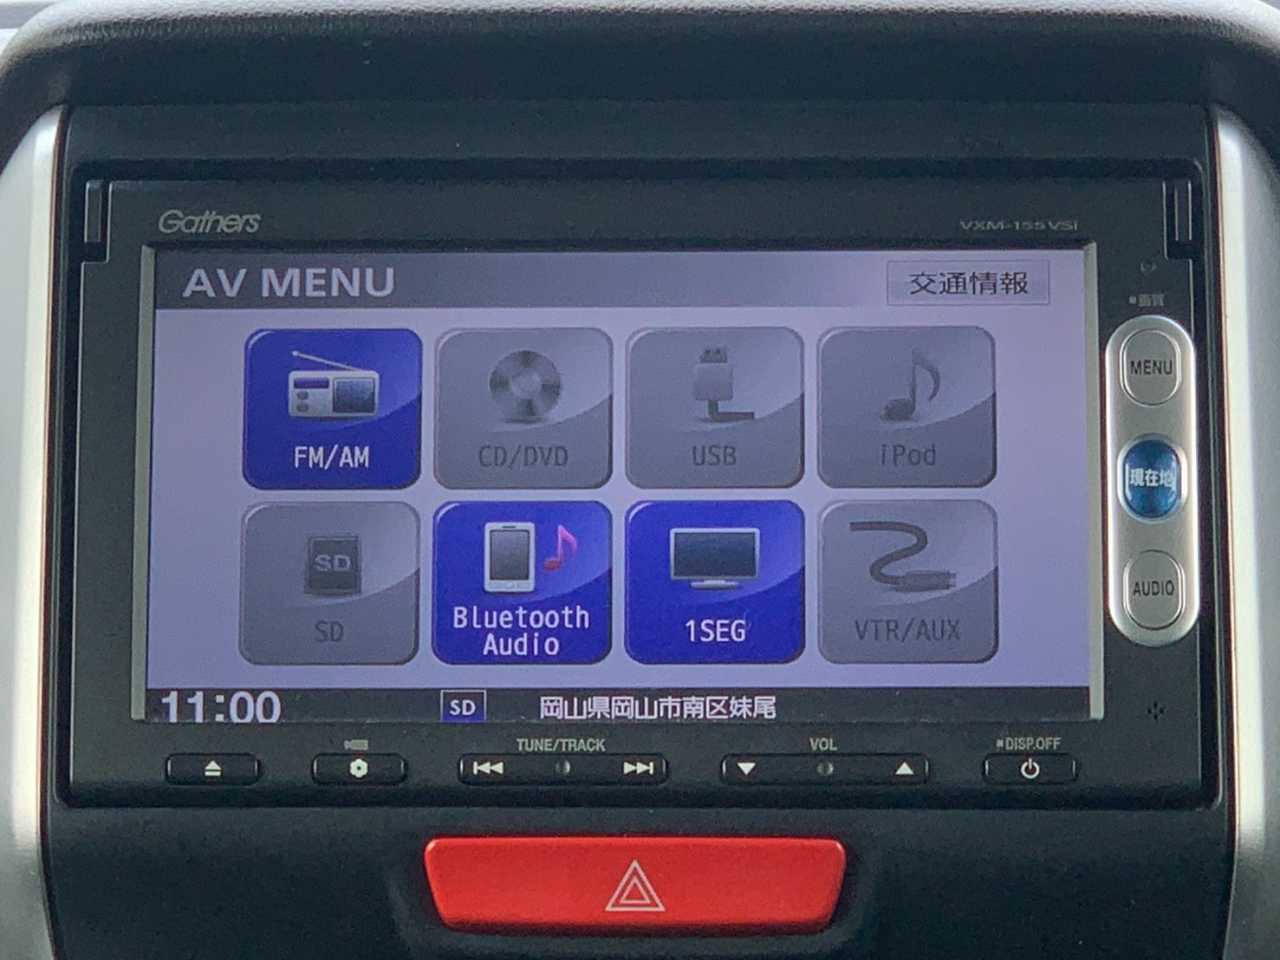 Gathers
VXM-155VSi
AV MENU
交通情報
画質
FM/AM
CD/DVD
USB
iPod
MENU
現在地
SD
SD
Bluetooth
Audio
1SEG
VTR/AUX
AUDIO
11:00
SD
岡山県岡山市南区妹尾
TUNE/TRACK
VOL
DISP.OFF